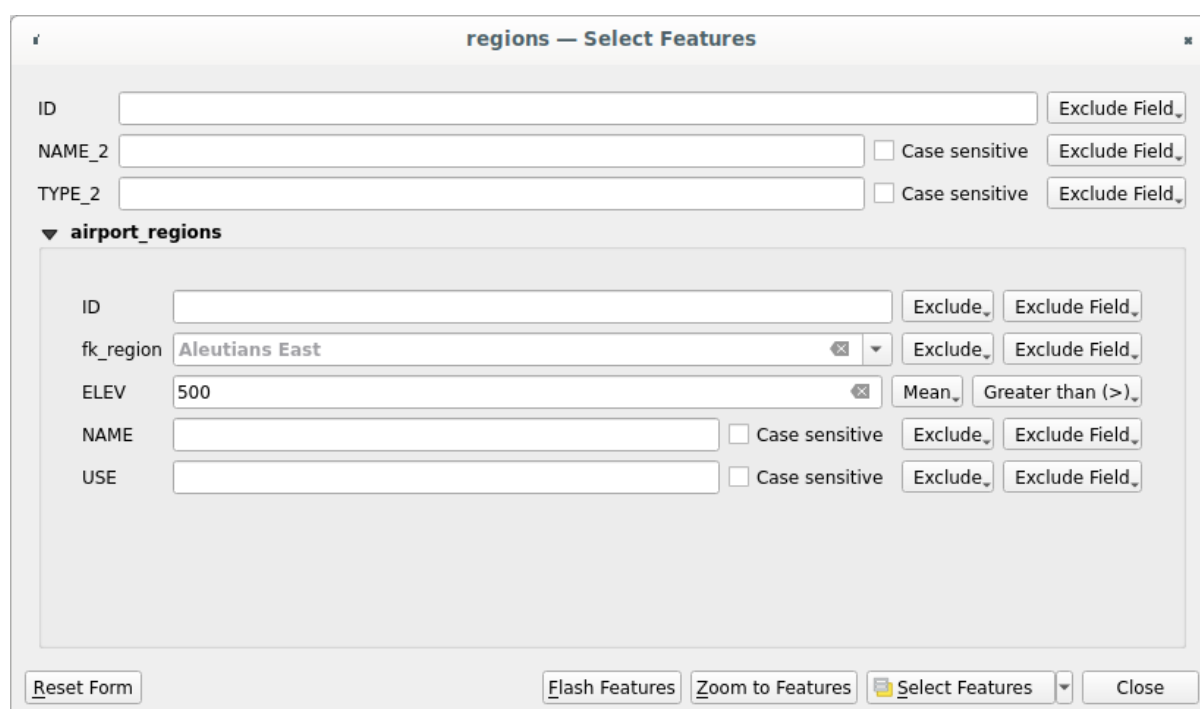 regions — Select Features
ID Exclude Field
NAME_2 Case sensitive Exclude Field
TYPE_2 Case sensitive Exclude Field
airport_regions
ID Exclude Exclude Field
fk_region Aleutians East Exclude Exclude Field
ELEV 500 Mean Greater than (>)
NAME Case sensitive Exclude Exclude Field
USE Case sensitive Exclude Exclude Field
Reset Form Flash Features Zoom to Features Select Features Close